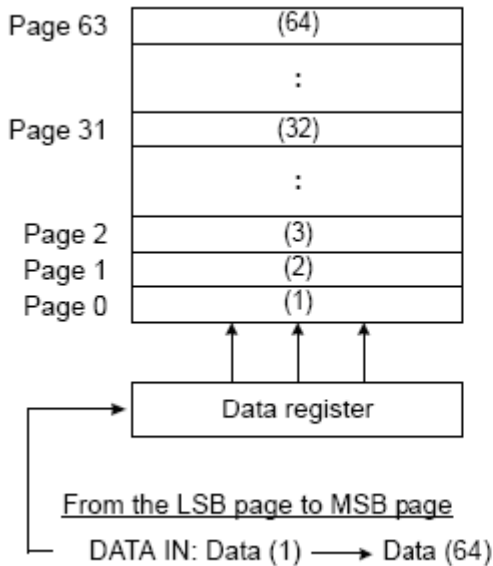 Page 63 (64)
:
Page 31 (32)
:
Page 2 (3)
Page 1 (2)
Page 0 (1)
Data register
From the LSB page to MSB page
DATA IN: Data (1) → Data (64)